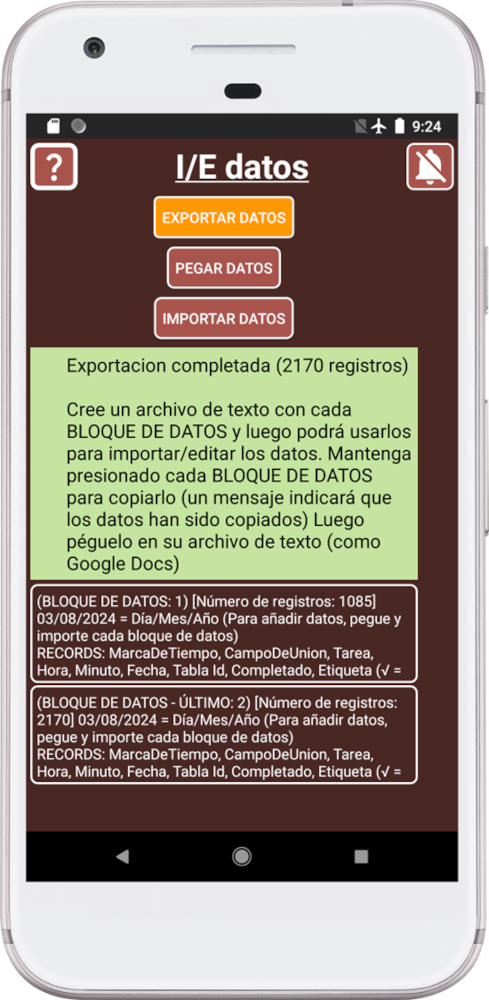 9:24
?
I/E datos
EXPORTAR DATOS
PEGAR DATOS
IMPORTAR DATOS
Exportacion completada (2170 registros)
Cree un archivo de texto con cada
BLOQUE DE DATOS y luego podrá usarlos
para importar/editar los datos. Mantenga
presionado cada BLOQUE DE DATOS
para copiarlo (un mensaje indicará que
los datos han sido copiados) Luego
péguelo en su archivo de texto (como
Google Docs)
(BLOQUE DE DATOS: 1) [Número de registros: 1085]
03/08/2024 = Día/Mes/Año (Para añadir datos, pegue y
importe cada bloque de datos)
RECORDS: MarcaDeTiempo, CampoDeUnion, Tarea,
Hora, Minuto, Fecha, Tabla Id, Completado, Etiqueta (√ =
(BLOQUE DE DATOS - ÚLTIMO: 2) [Número de registros:
2170] 03/08/2024 = Día/Mes/Año (Para añadir datos,
pegue y importe cada bloque de datos)
RECORDS: MarcaDeTiempo, CampoDeUnion, Tarea,
Hora, Minuto, Fecha, Tabla Id, Completado, Etiqueta (√ =